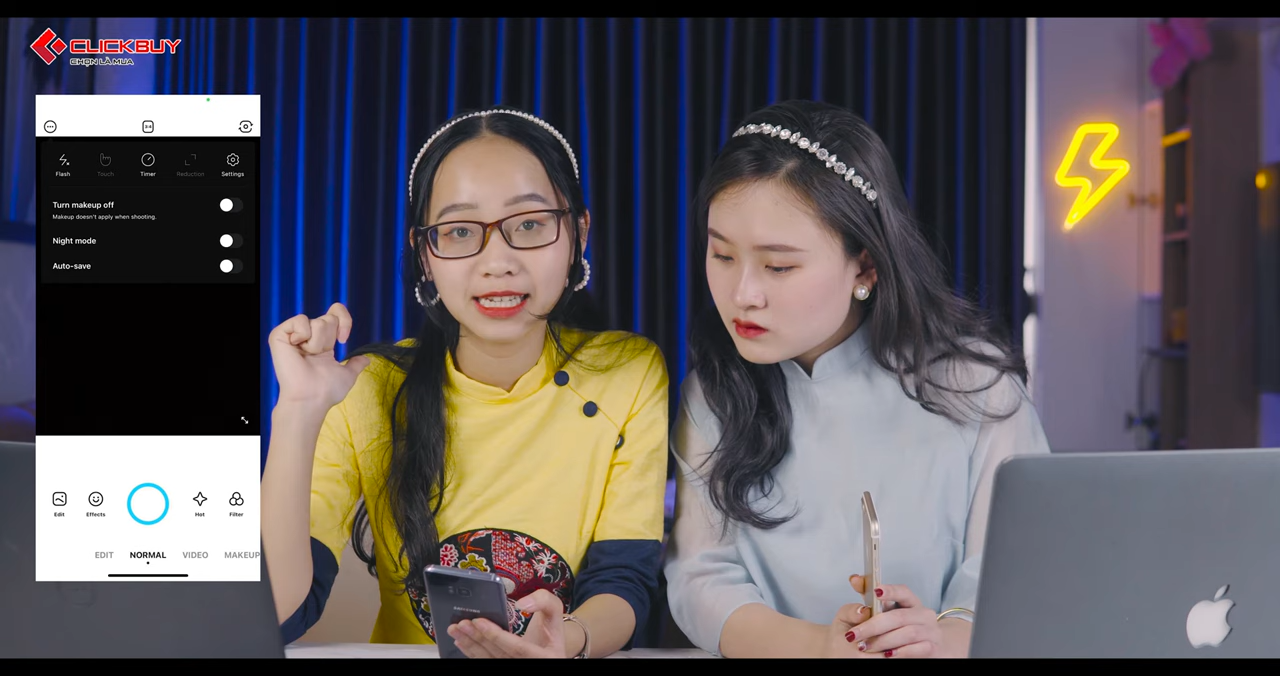 CLICKBUY
CHỌN LÀ MUA
Flash
Touch
Timer
Reduction
Settings
Turn makeup off
Makeup doesn't apply when shooting.
Night mode
Auto-save
Edit
Effects
Hot
Filter
EDIT
NORMAL
VIDEO
MAKEUP
SAMSUNG